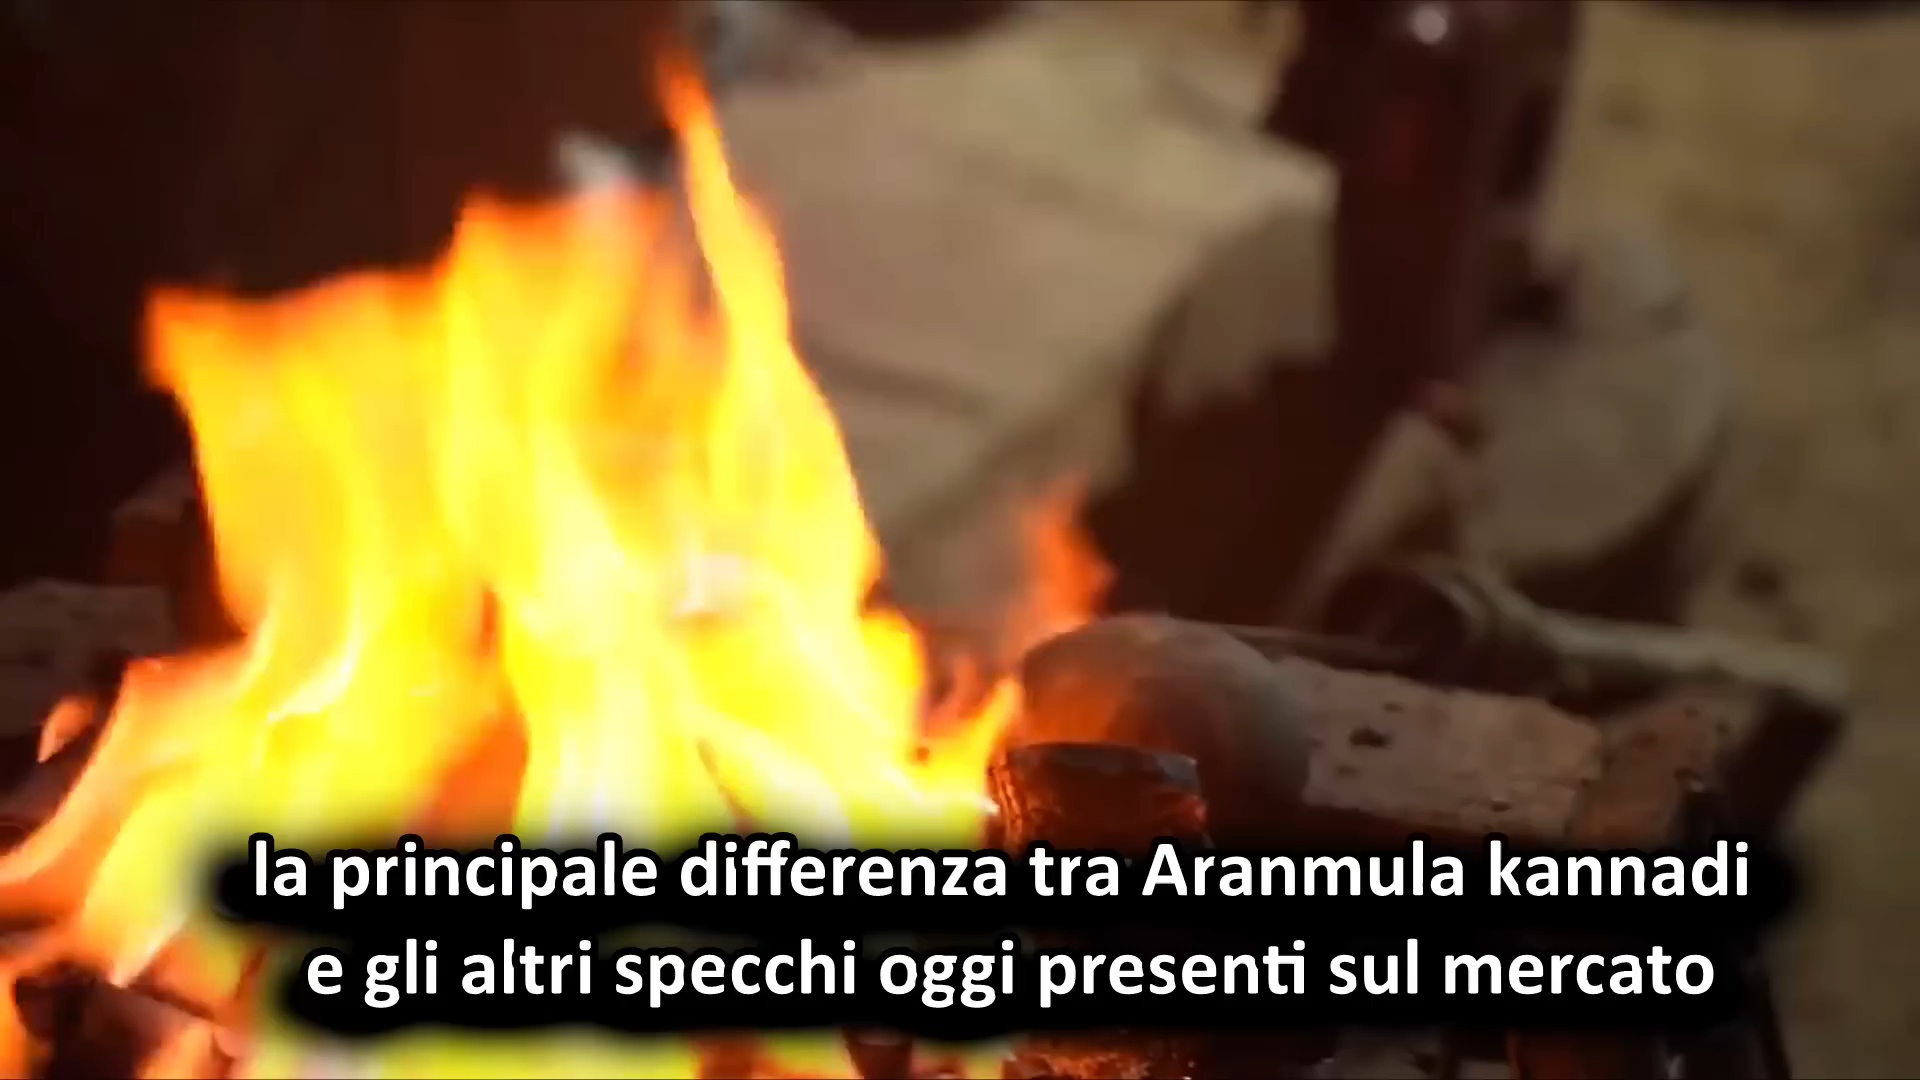 la principale differenza tra Aranmula kannadi
e gli altri specchi oggi presenti sul mercato